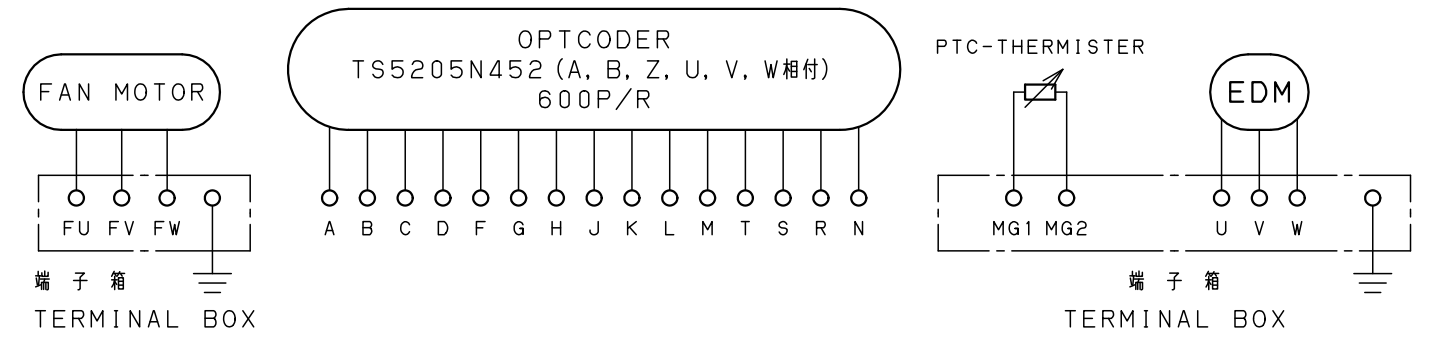 FAN MOTOR
FU FV FW
端 子 箱
TERMINAL BOX
OPTCODER
TS5205N452 (A, B, Z, U, V, W相付)
600P/R
A B C D F G H J K L M T S R N
PTC-THERMISTER
EDM
MG1 MG2 U V W
端 子 箱
TERMINAL BOX